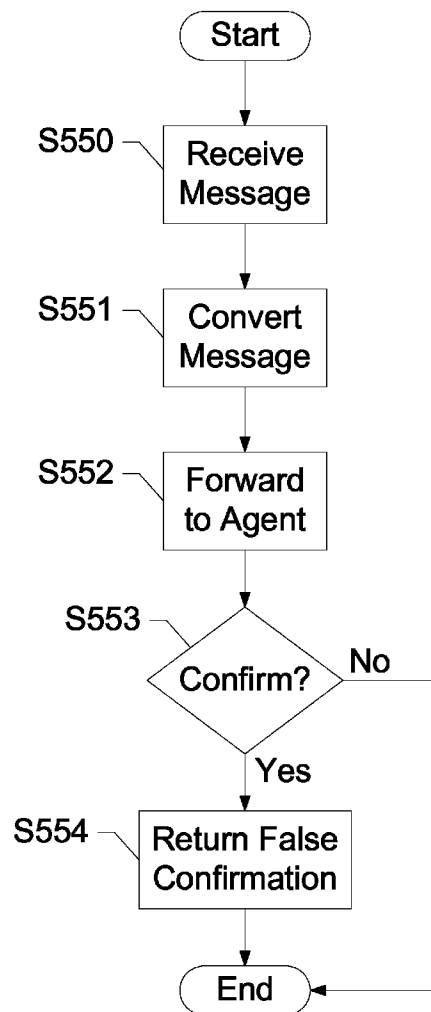 Start
S550
Receive
Message
S551
Convert
Message
S552
Forward
to Agent
S553
Confirm?
No
Yes
S554
Return False
Confirmation
End